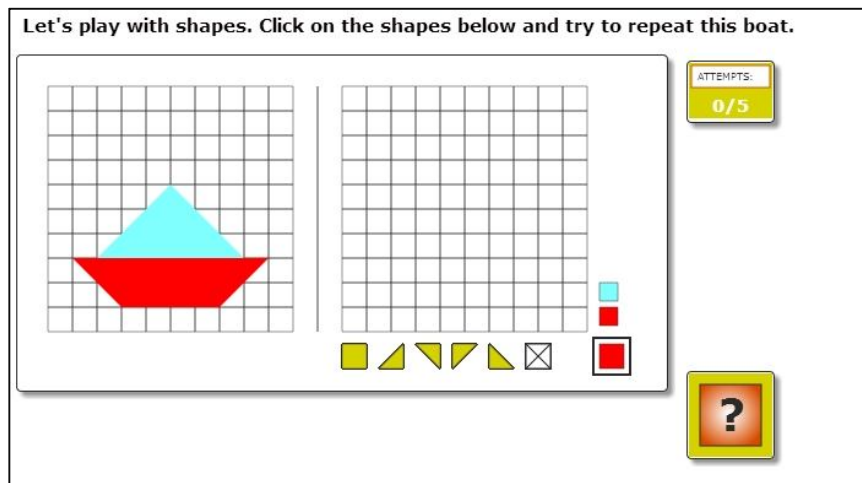 Let's play with shapes. Click on the shapes below and try to repeat this boat.
ATTEMPTS:
0/5
?